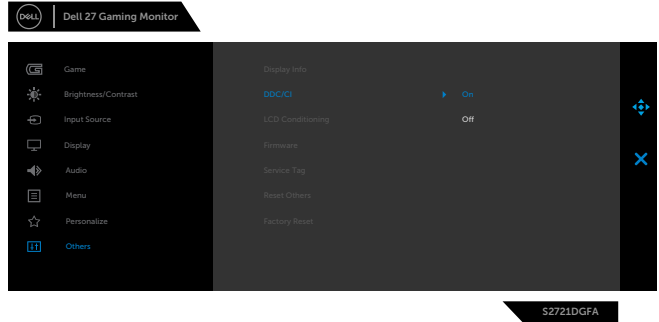 DELL
Dell 27 Gaming Monitor
Game
Display Info
Brightness/Contrast
DDC/CI
On
Input Source
LCD Conditioning
Off
Display
Firmware
Audio
Service Tag
Menu
Reset Others
Personalize
Factory Reset
Others
S2721DGFA